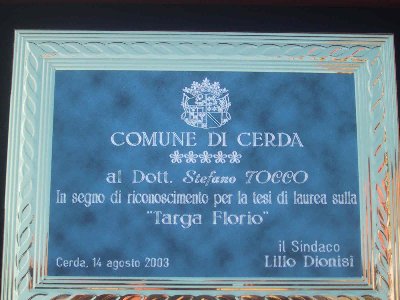 COMUNE DI CERDA
al Dott. Stefano TOCCO
In segno di riconoscimento per la tesi di laurea sulla
"Targa Florio"
il Sindaco
Cerda, 14 agosto 2003 Lillo Dionisi